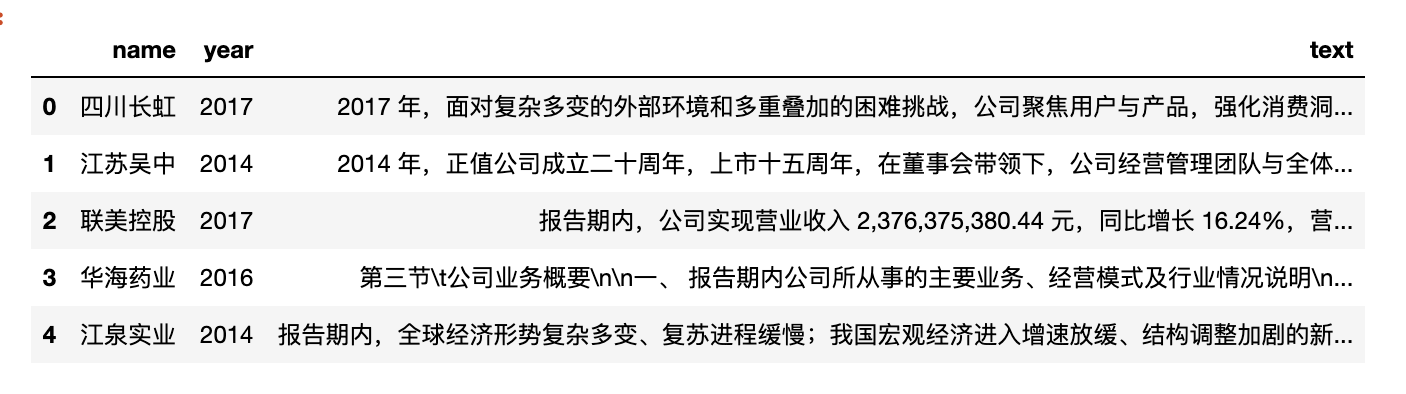 name year text
0 四川长虹 2017 2017 年，面对复杂多变的外部环境和多重叠加的困难挑战，公司聚焦用户与产品，强化消费洞...
1 江苏吴中 2014 2014 年，正值公司成立二十周年，上市十五周年，在董事会带领下，公司经营管理团队与全体...
2 联美控股 2017 报告期内，公司实现营业收入 2,376,375,380.44 元，同比增长 16.24%，营...
3 华海药业 2016 第三节\t公司业务概要\n\n一、 报告期内公司所从事的主要业务、经营模式及行业情况说明\n...
4 江泉实业 2014 报告期内，全球经济形势复杂多变、复苏进程缓慢；我国宏观经济进入增速放缓、结构调整加剧的新...